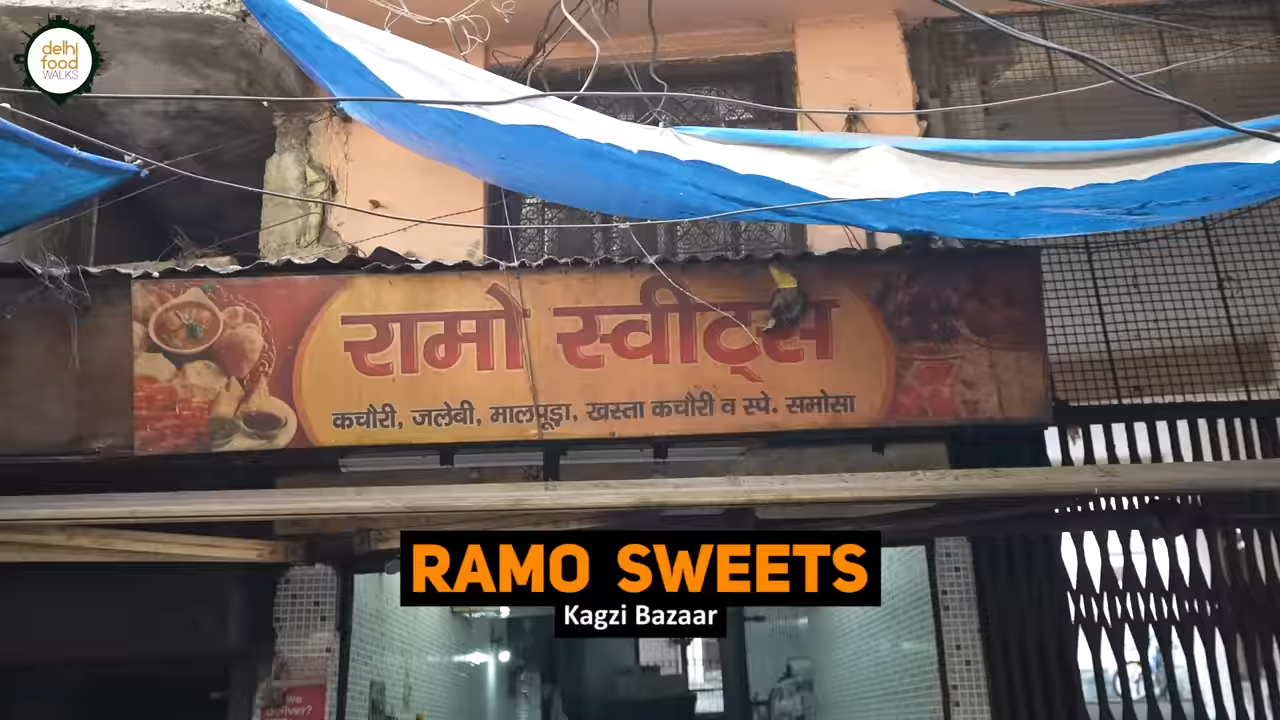 delhi
food
WALKS
रामो स्वीट्स
कचौरी, जलेबी, मालपूड़ा, खस्ता कचौरी व स्पे. समोसा
RAMO SWEETS
Kagzi Bazaar
we
deliver?